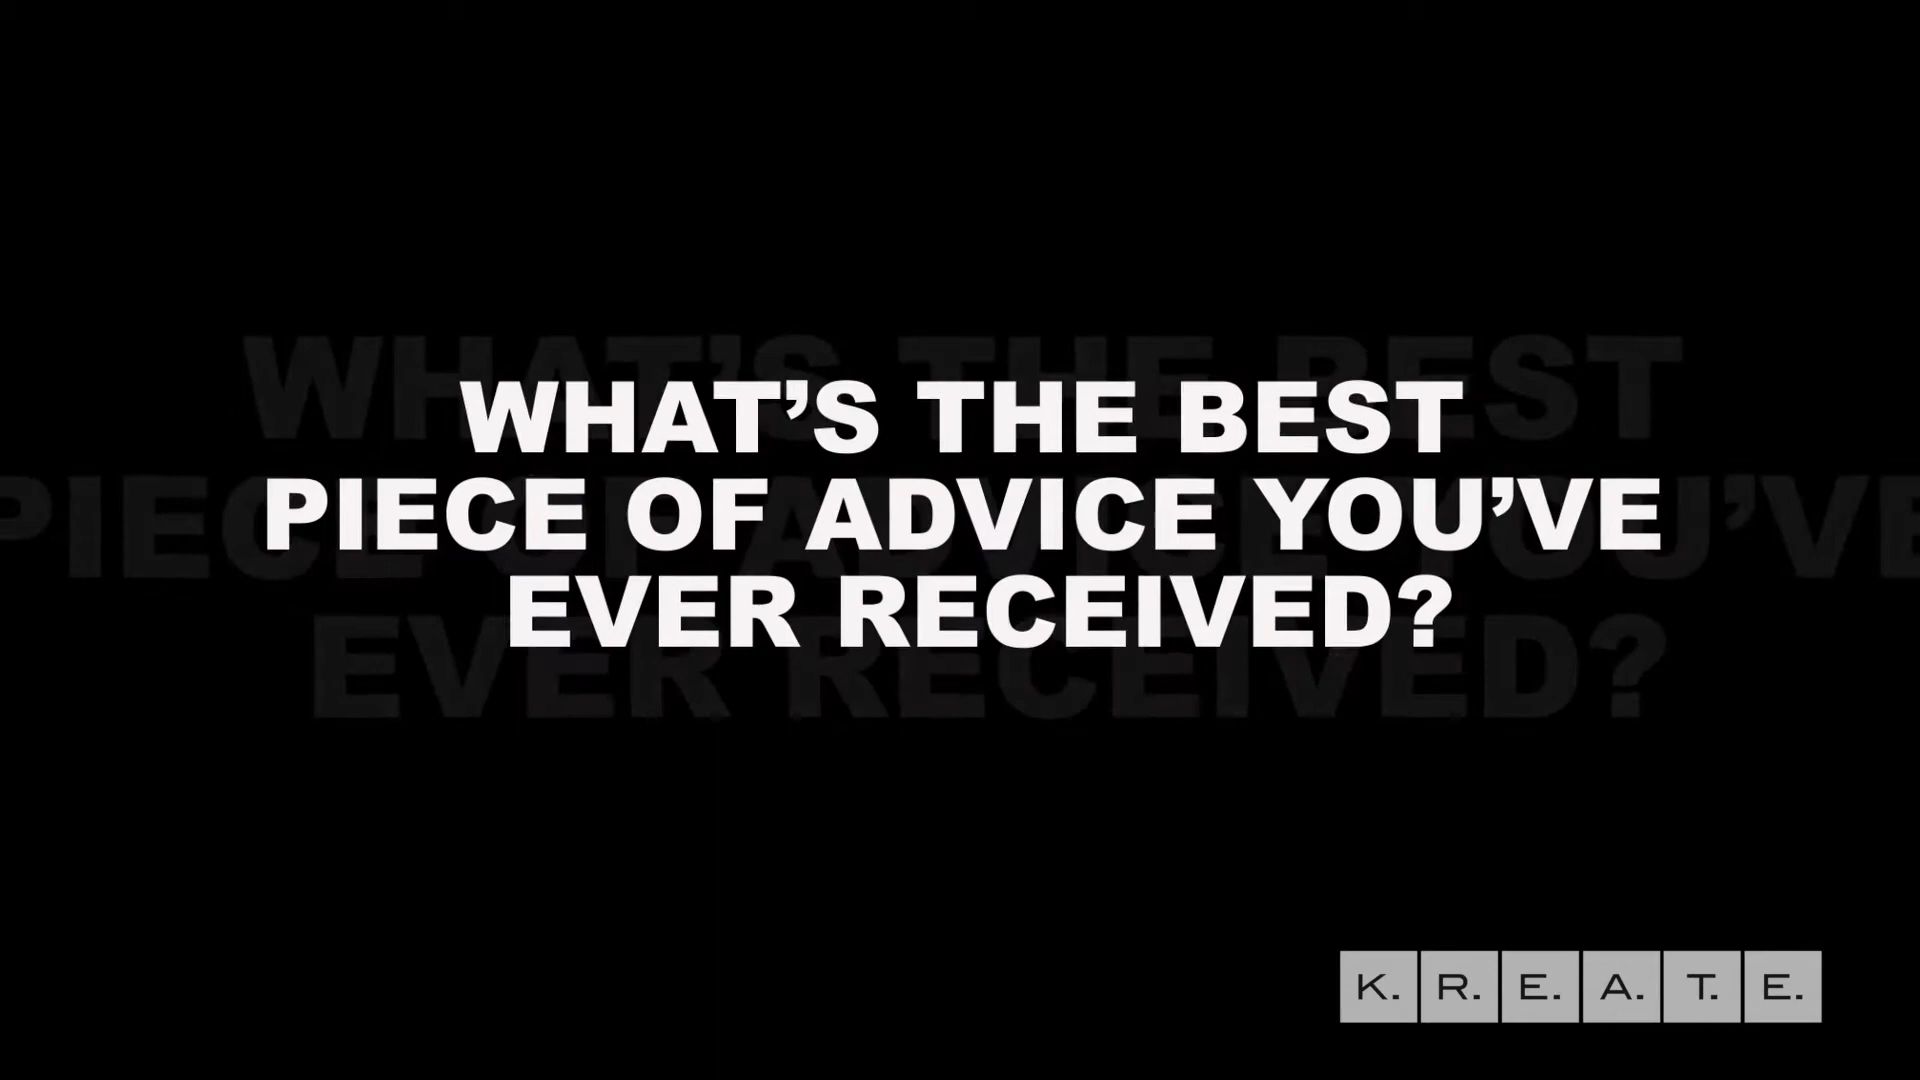 WHAT’S THE BEST
PIECE OF ADVICE YOU’VE
EVER RECEIVED?
K. R. E. A. T. E.